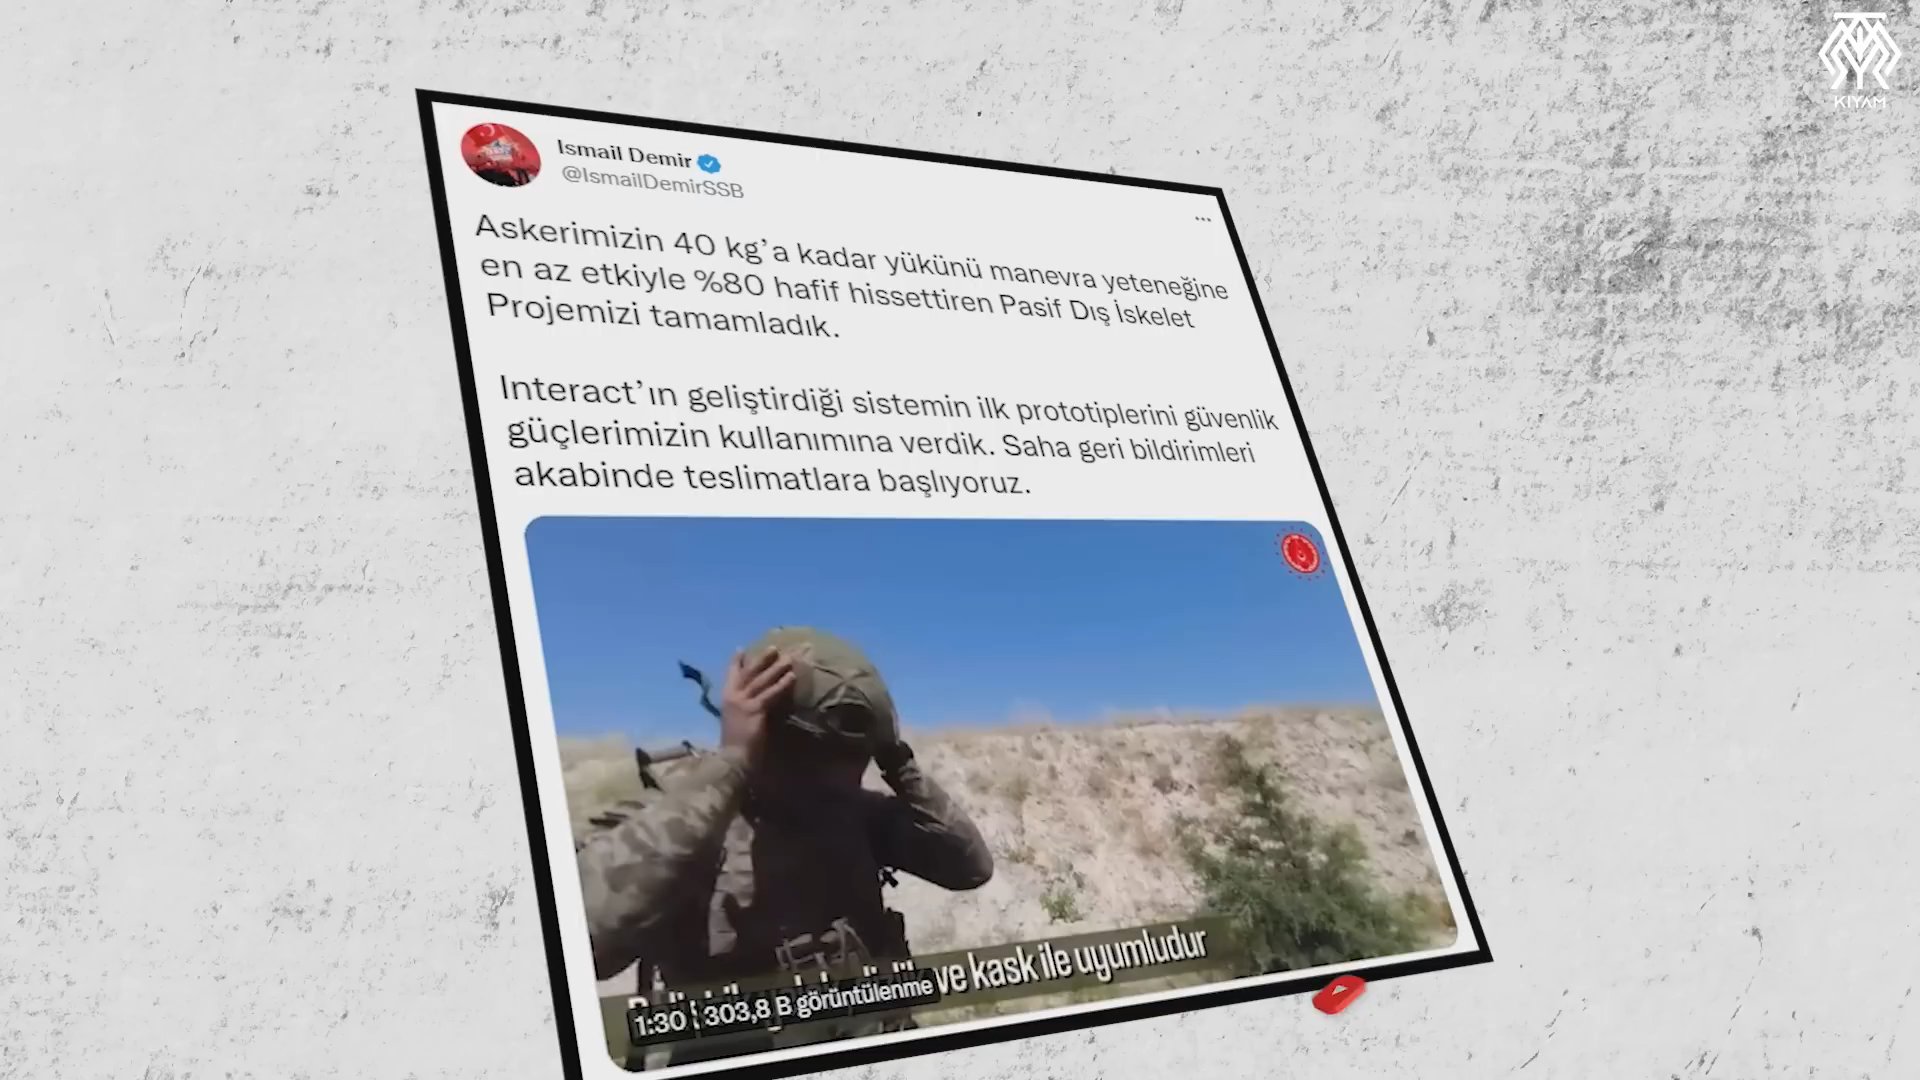 KIYAM
Ismail Demir
@IsmailDemirSSB
Askerimizin 40 kg’a kadar yükünü manevra yeteneğine
en az etkiyle %80 hafif hissettiren Pasif Dış İskelet
Projemizi tamamladık.
Interact’ın geliştirdiği sistemin ilk prototiplerini güvenlik
güçlerimizin kullanımına verdik. Saha geri bildirimleri
akabinde teslimatlara başlıyoruz.
ve kask ile uyumludur
1:30 303,8 B görüntülenme